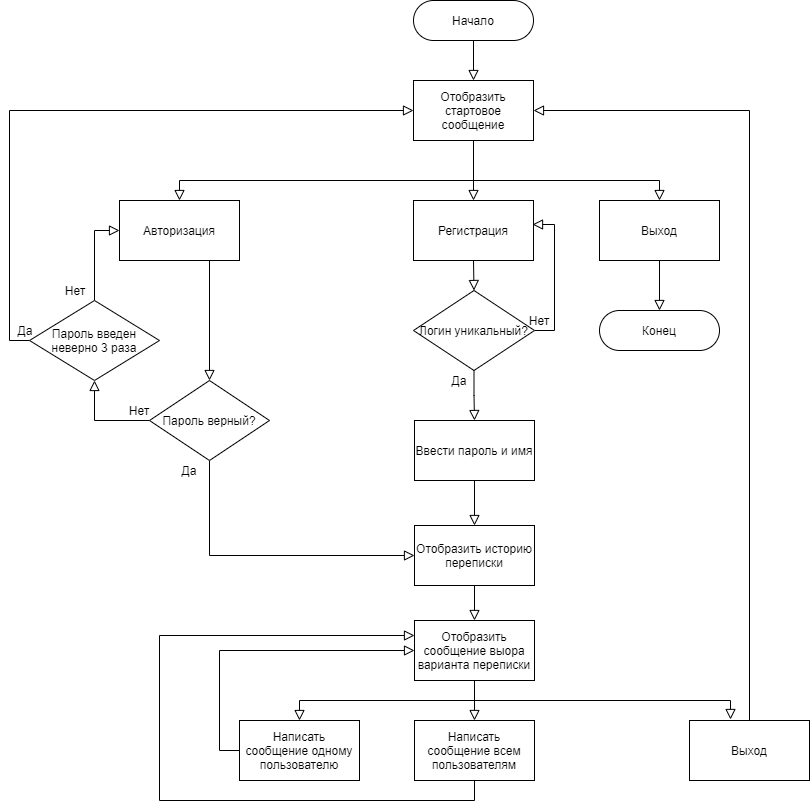 Начало
Отобразить
стартовое
сообщение
Авторизация
Регистрация
Выход
Нет
Да
Пароль введен
неверно 3 раза
Логин уникальный?
Нет
Конец
Да
Нет
Пароль верный?
Да
Ввести пароль и имя
Отобразить историю
переписки
Отобразить
сообщение выора
варианта переписки
Написать
сообщение одному
пользователю
Написать
сообщение всем
пользователям
Выход